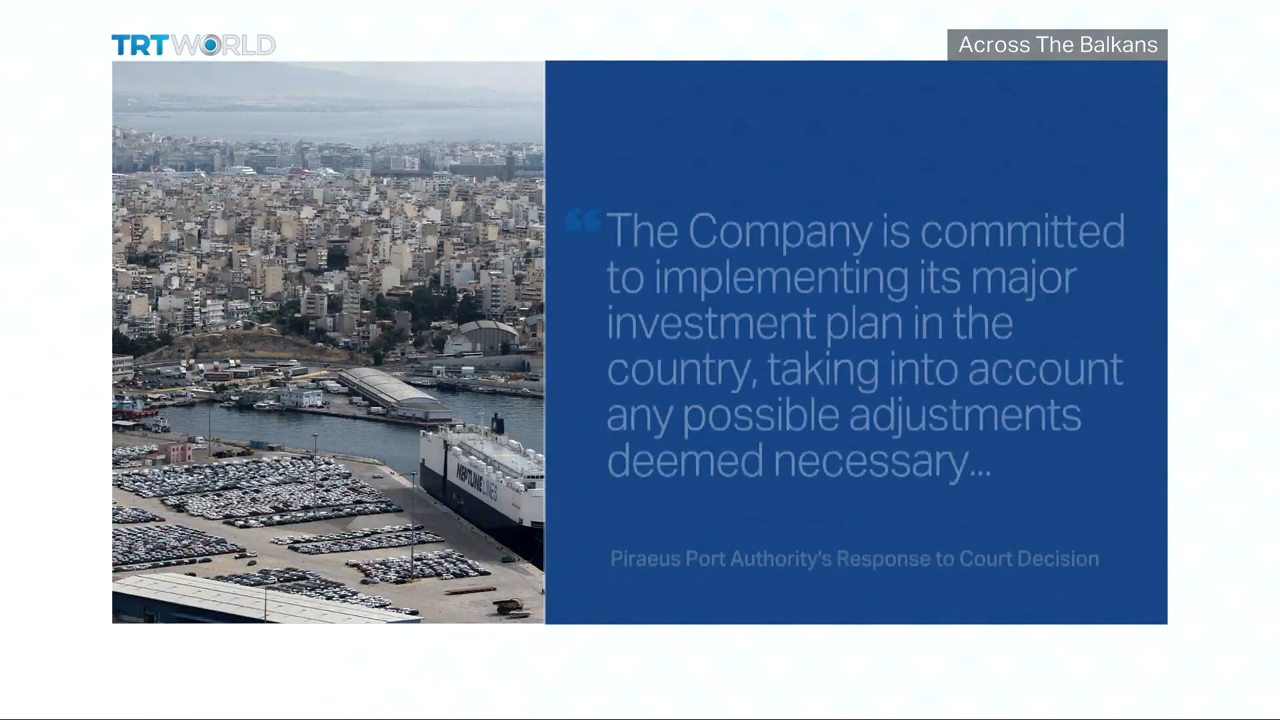 TRT WORLD
Across The Balkans
“The Company is committed
to implementing its major
investment plan in the
country, taking into account
any possible adjustments
deemed necessary...
Piraeus Port Authority's Response to Court Decision
NEPTUNE LINES